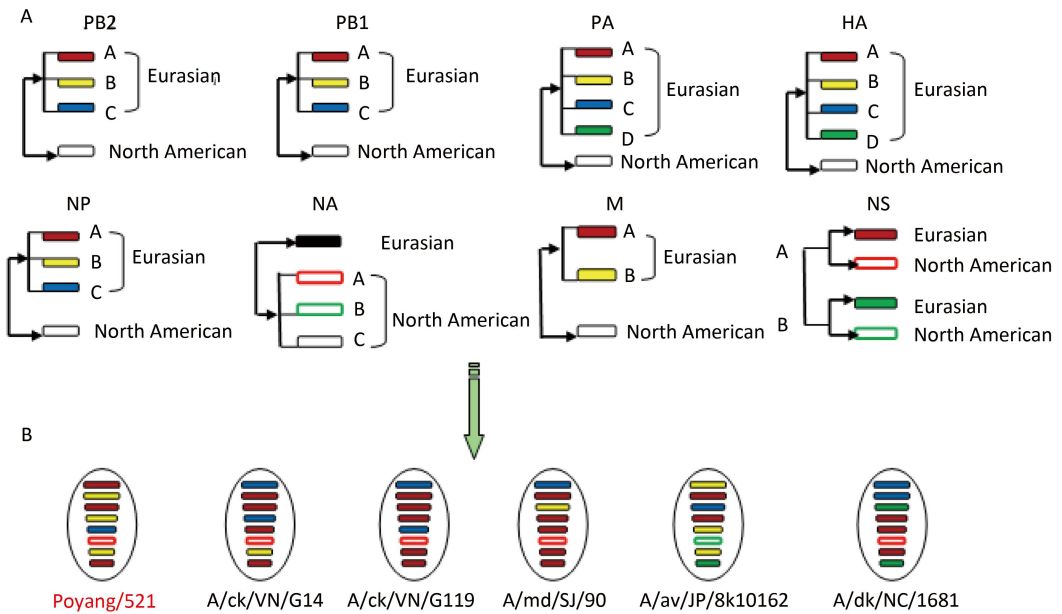 A
PB2 PB1 PA HA
A B C Eurasian North American
A B C Eurasian North American
A B C D Eurasian North American
A B C D Eurasian North American
NP NA M NS
A B C Eurasian North American
Eurasian A B C North American
A B Eurasian North American
A Eurasian North American B Eurasian North American
B
Poyang/521 A/ck/VN/G14 A/ck/VN/G119 A/md/SJ/90 A/av/JP/8k10162 A/dk/NC/1681